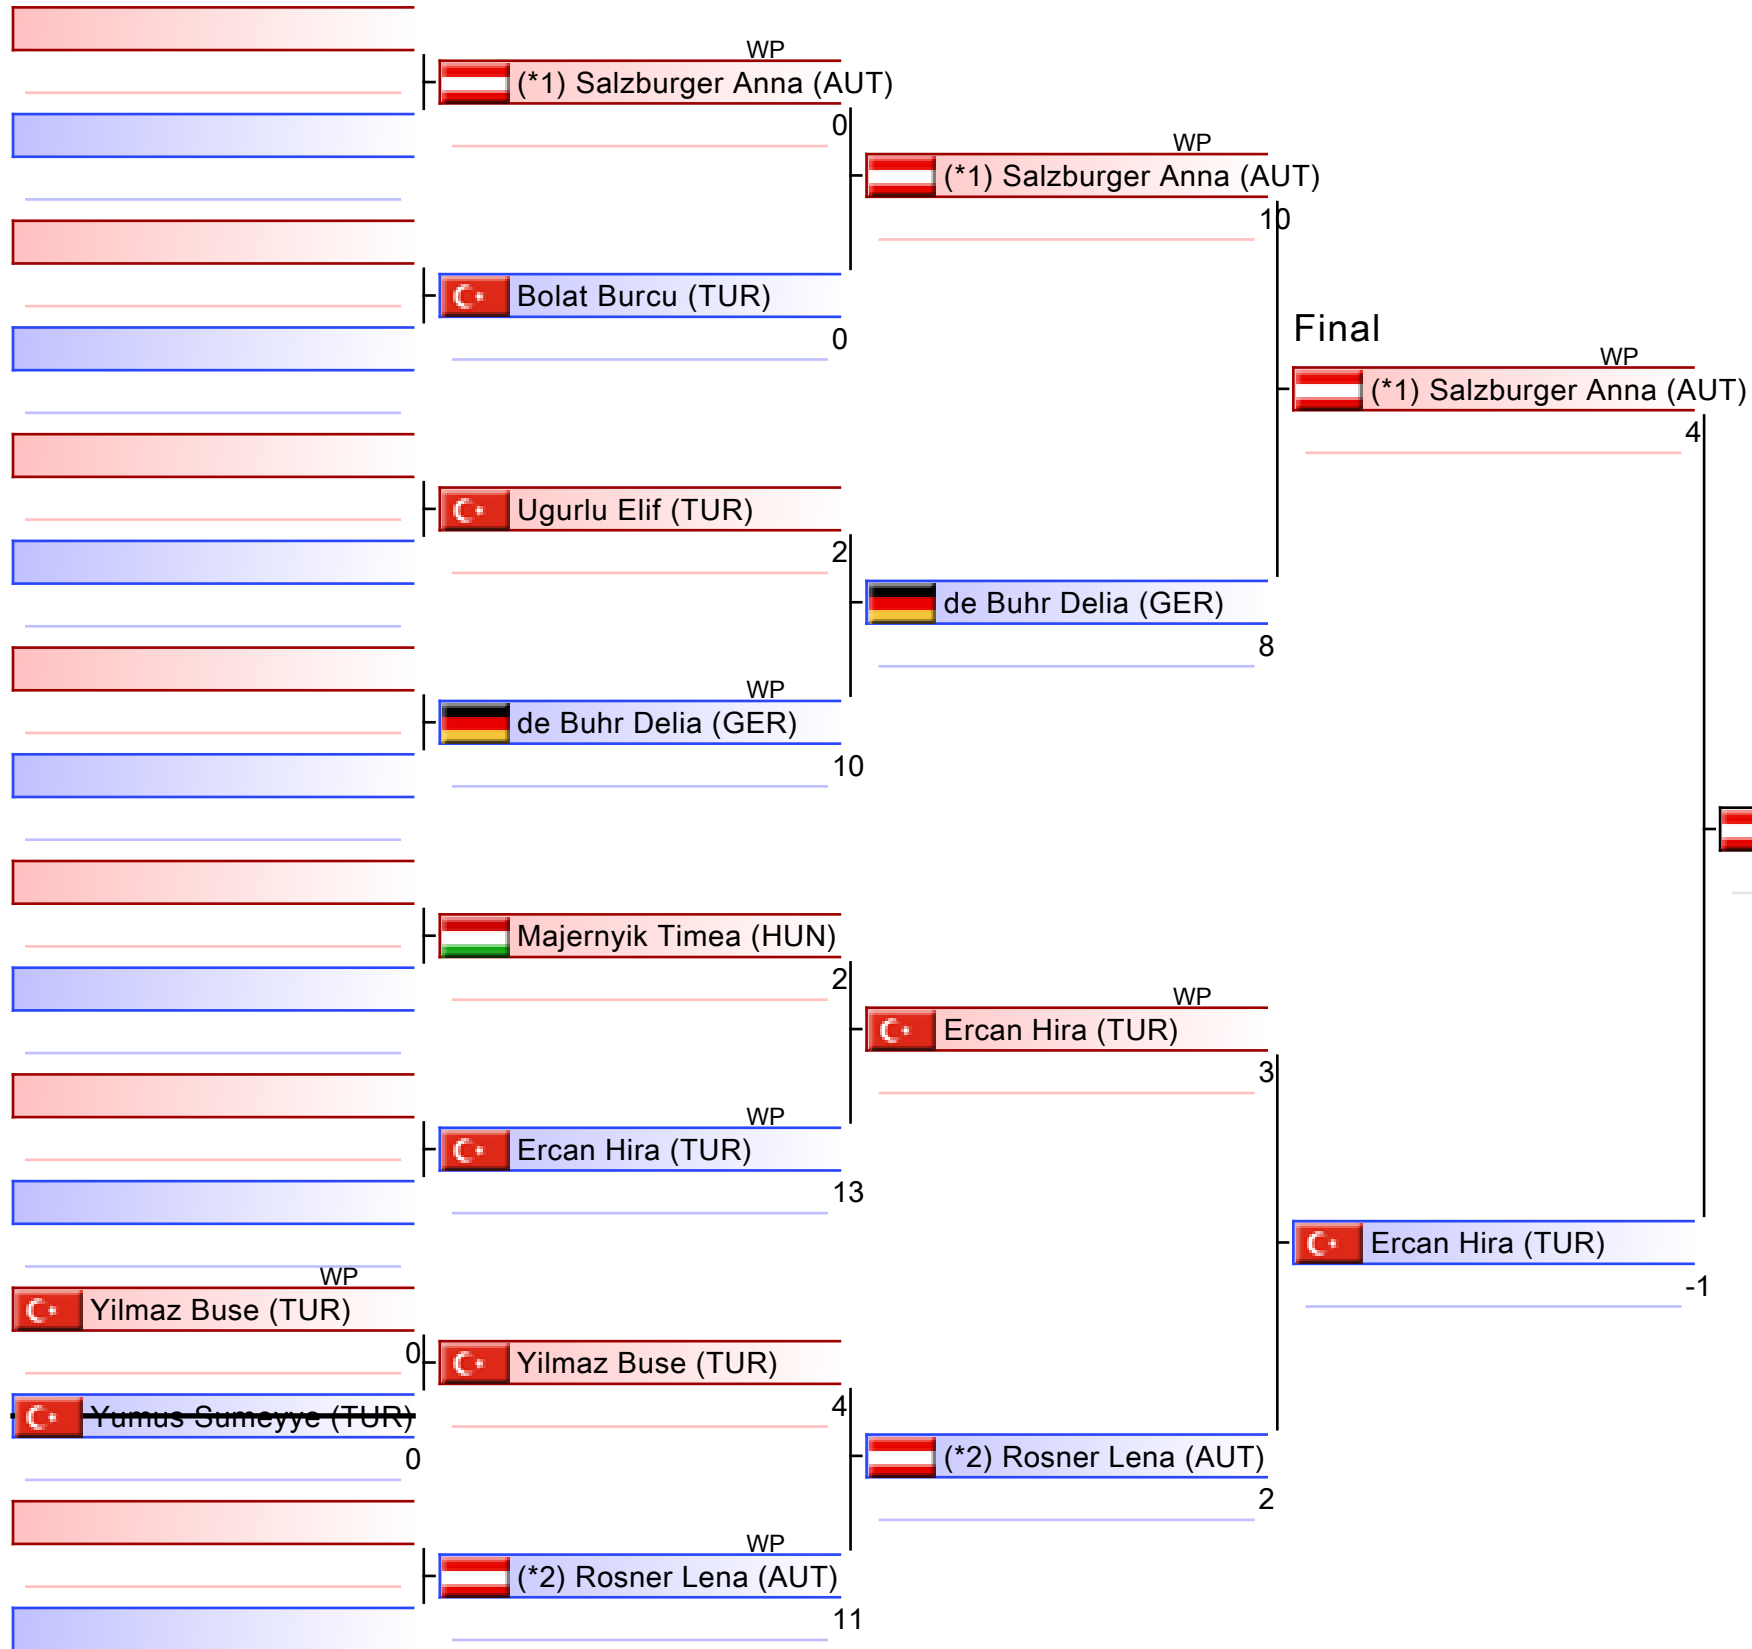 WP
(*1) Salzburger Anna (AUT)
0
WP
(*1) Salzburger Anna (AUT)
10
Bolat Burcu (TUR)
0
Final
WP
(*1) Salzburger Anna (AUT)
4
Ugurlu Elif (TUR)
2
de Buhr Delia (GER)
8
WP
de Buhr Delia (GER)
10
Majernyik Timea (HUN)
2
WP
Ercan Hira (TUR)
3
WP
Ercan Hira (TUR)
13
Ercan Hira (TUR)
-1
WP
Yilmaz Buse (TUR)
0
Yilmaz Buse (TUR)
4
Yumus Sumeyye (TUR)
0
(*2) Rosner Lena (AUT)
2
WP
(*2) Rosner Lena (AUT)
11